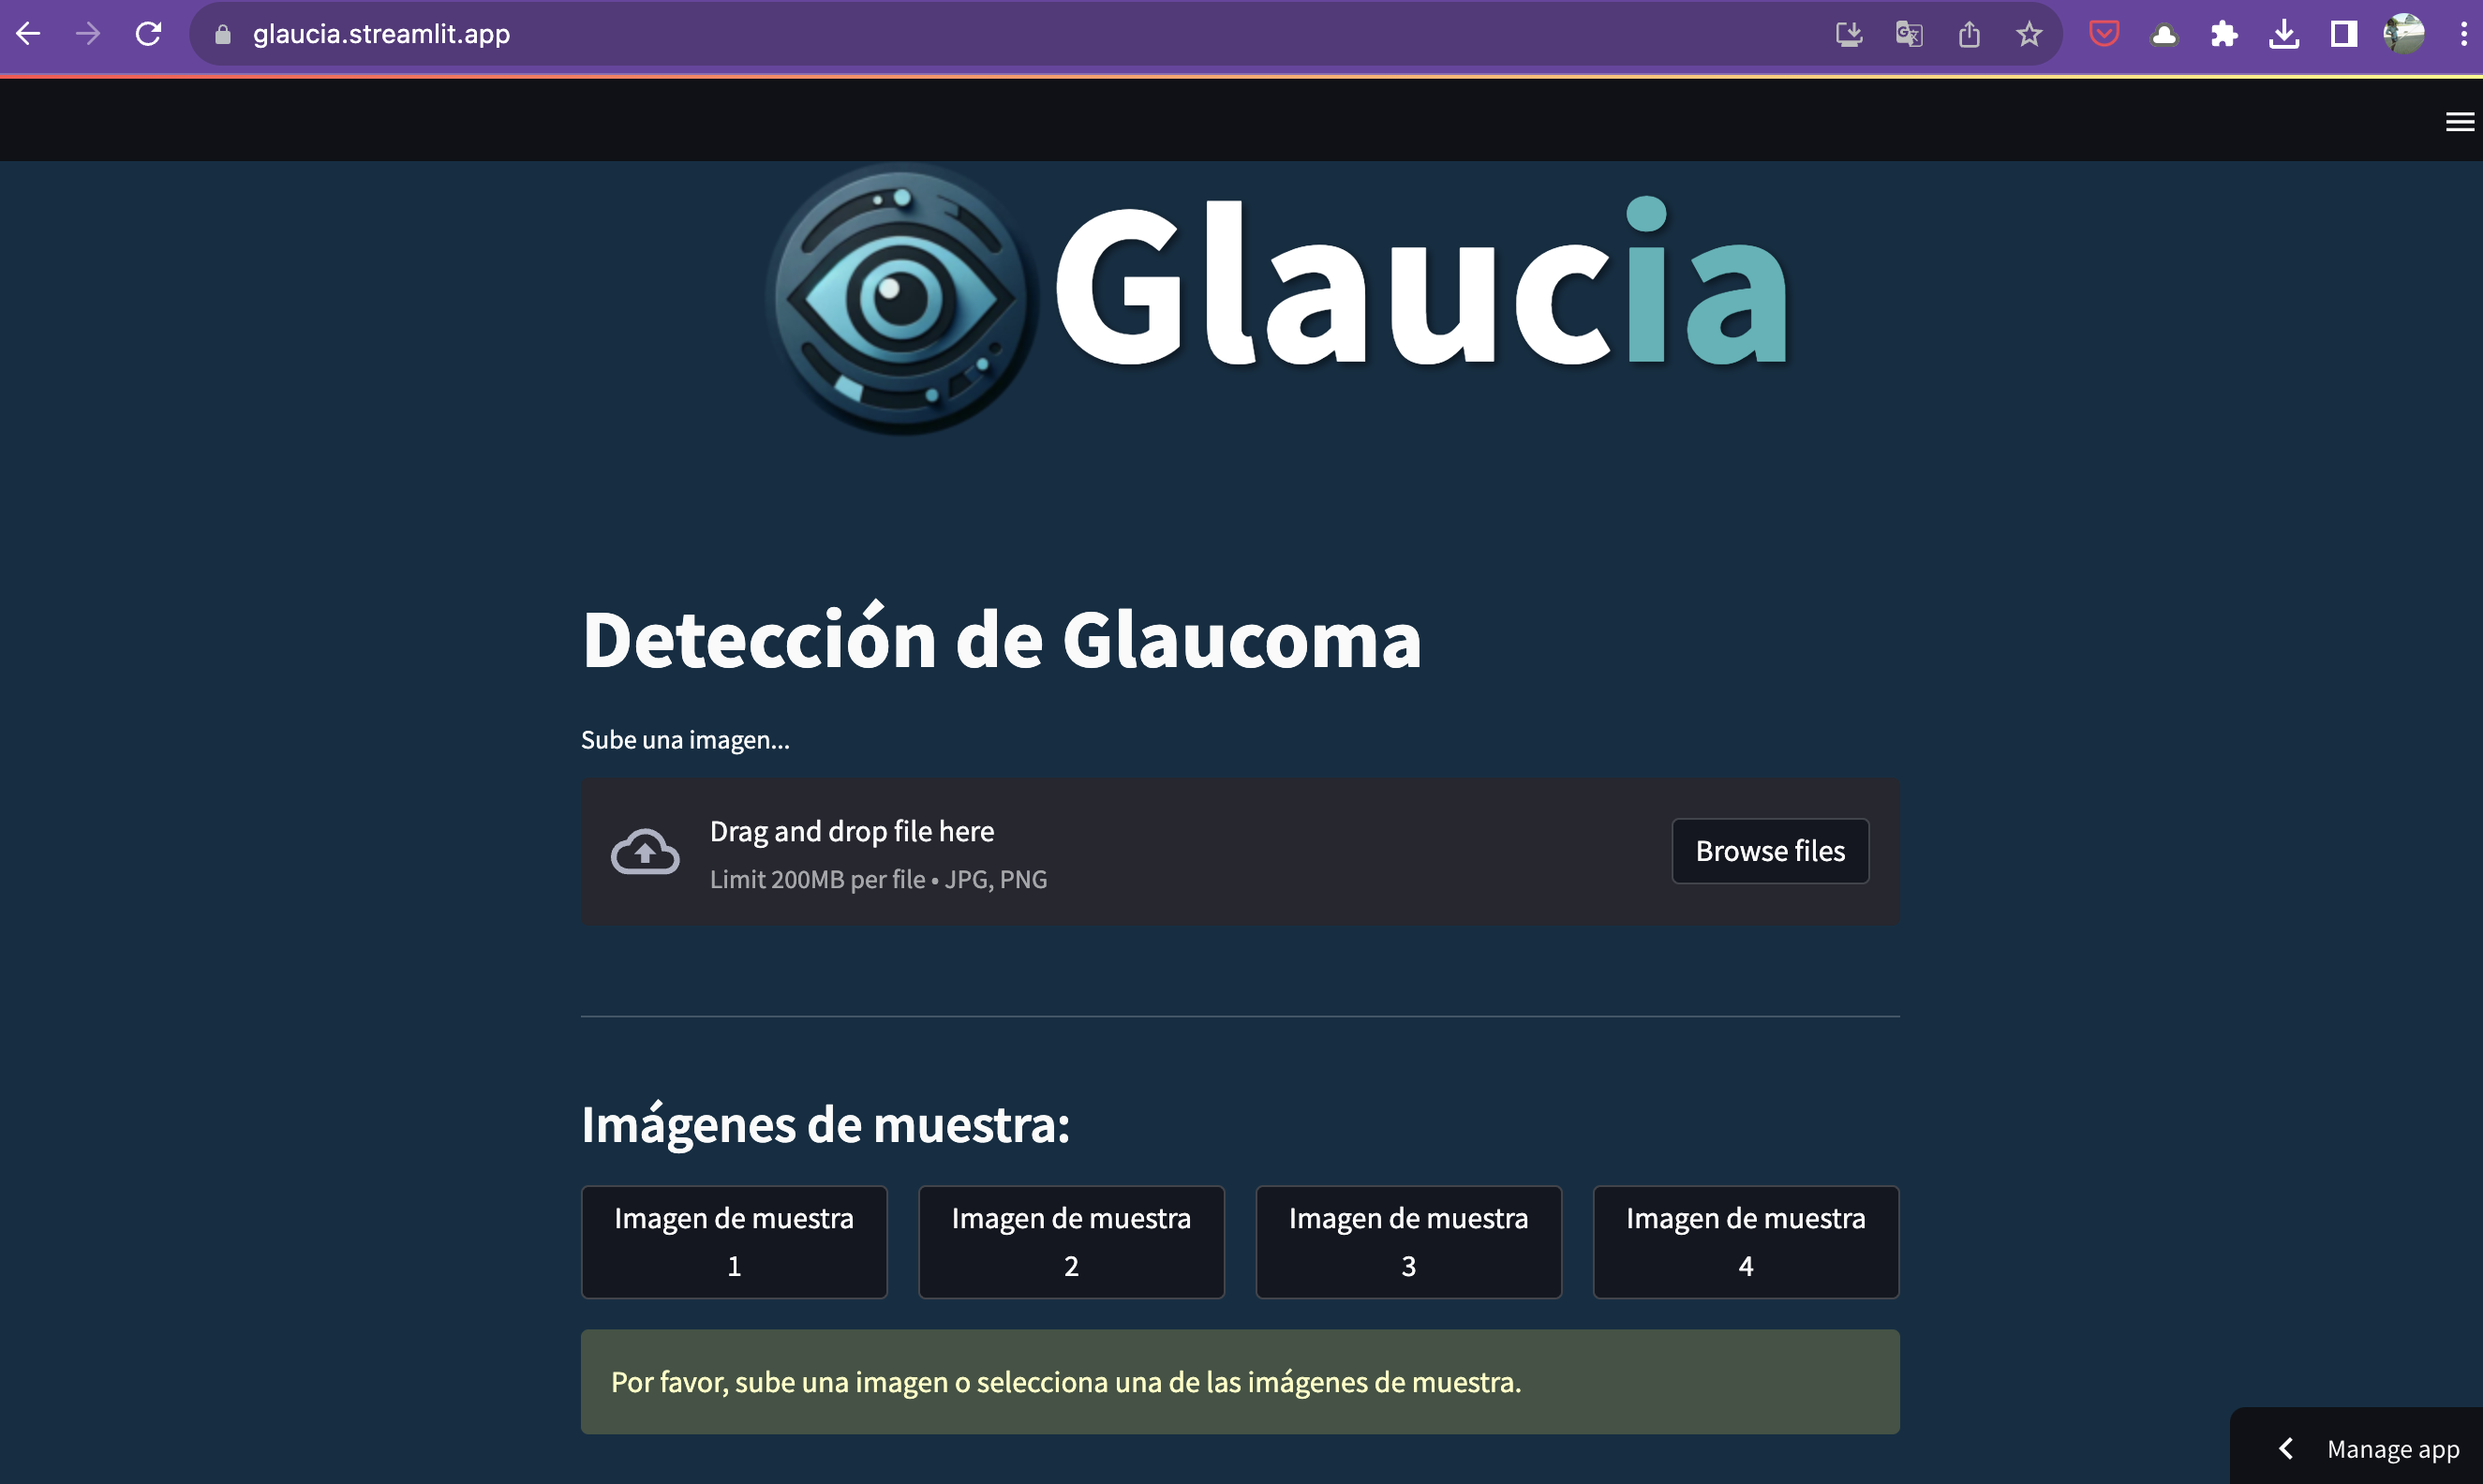 glaucia.streamlit.app
Glaucia
Detección de Glaucoma
Sube una imagen...
Drag and drop file here
Limit 200MB per file • JPG, PNG
Browse files
Imágenes de muestra:
Imagen de muestra
1
Imagen de muestra
2
Imagen de muestra
3
Imagen de muestra
4
Por favor, sube una imagen o selecciona una de las imágenes de muestra.
Manage app